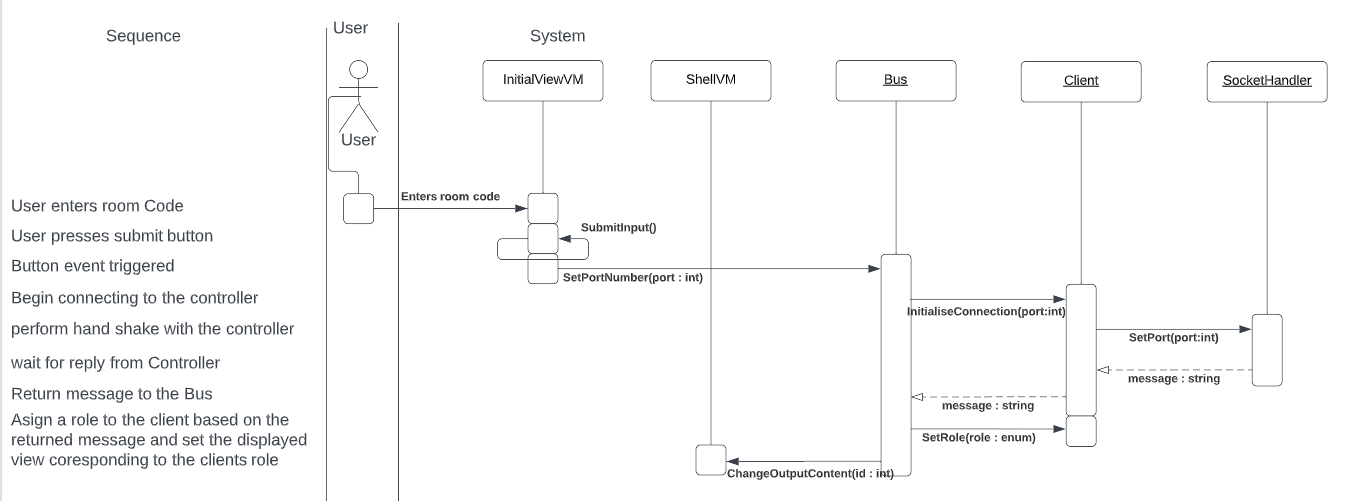 Sequence
User
System
InitialViewVM
ShellVM
Bus
Client
SocketHandler
User
User enters room Code
Enters room code
User presses submit button
SubmitInput()
Button event triggered
SetPortNumber(port : int)
Begin connecting to the controller
InitialiseConnection(port:int)
perform hand shake with the controller
SetPort(port:int)
wait for reply from Controller
message : string
Return message to the Bus
message : string
Asign a role to the client based on the
returned message and set the displayed
view coresponding to the clients role
SetRole(role : enum)
ChangeOutputContent(id : int)